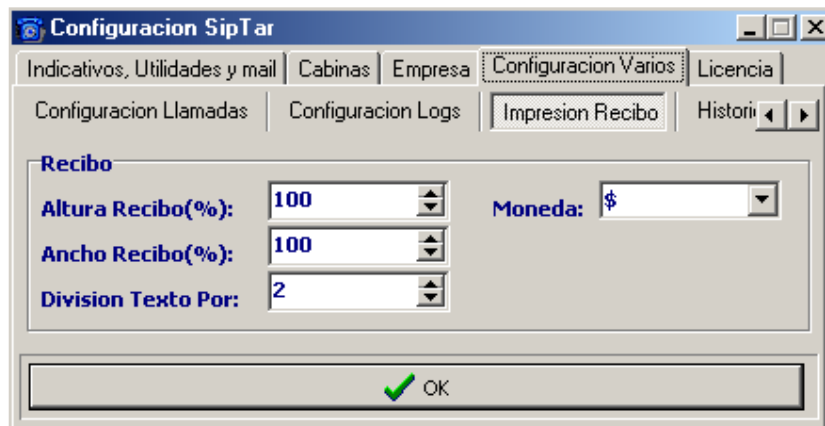 Configuracion SipTar
Indicativos, Utilidades y mail Cabinas Empresa Configuracion Varios Licencia
Configuracion Llamadas Configuracion Logs Impresion Recibo
Recibo
Altura Recibo(%): 100 Moneda: $
Ancho Recibo(%): 100
Division Texto Por: 2
OK